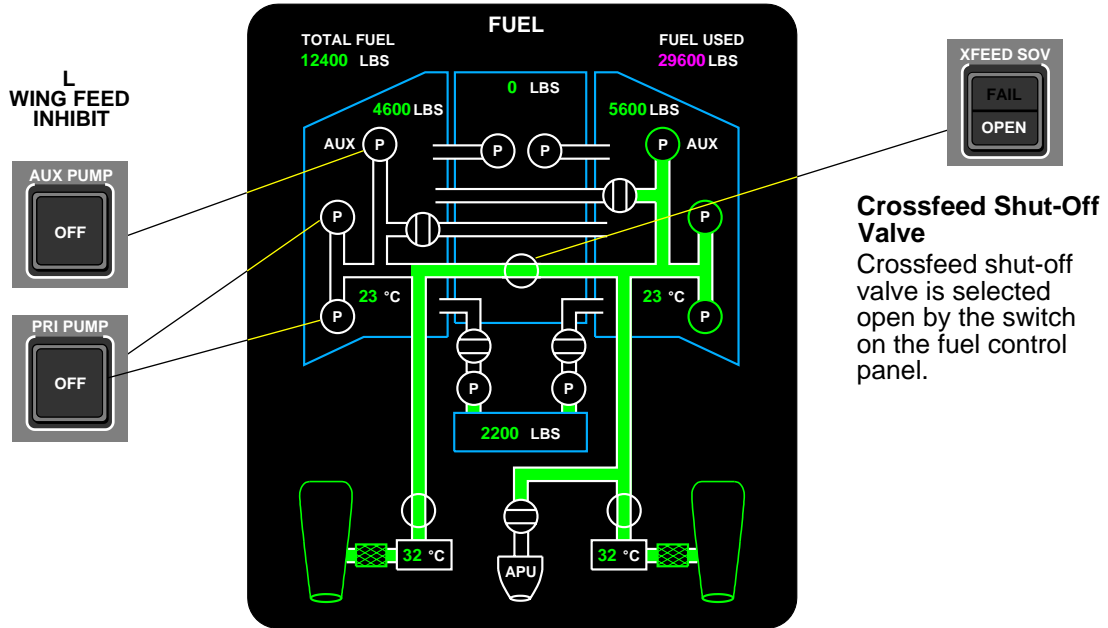 FUEL
TOTAL FUEL
12400 LBS
FUEL USED
29600 LBS
L
WING FEED
INHIBIT
AUX PUMP
OFF
PRI PUMP
OFF
XFEED SOV
FAIL
OPEN
0 LBS
4600 LBS
5600 LBS
AUX P
P P
P AUX
P
P
23 °C
23 °C
P
P
P
P
2200 LBS
32 °C
APU
32 °C
Crossfeed Shut-Off
Valve
Crossfeed shut-off
valve is selected
open by the switch
on the fuel control
panel.